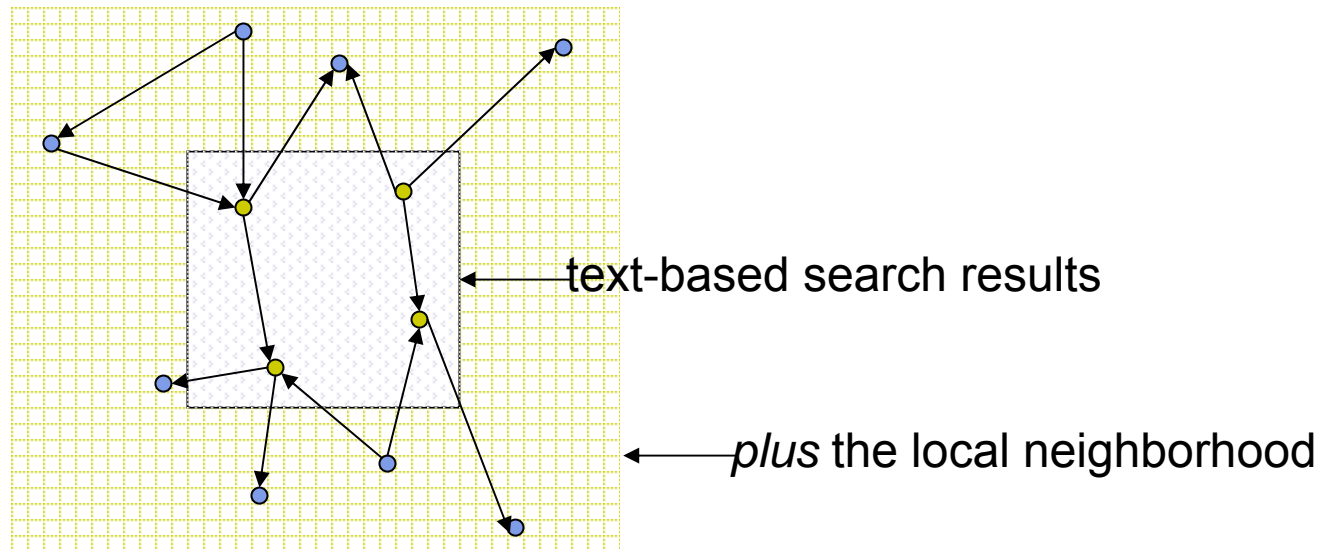 text-based search results
plus the local neighborhood